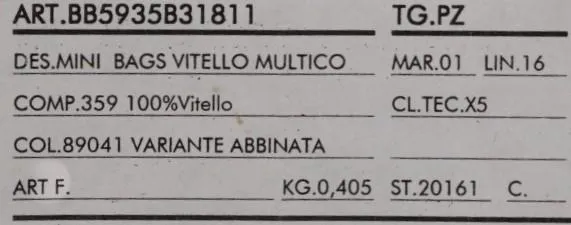 ART.BB5935B31811 TG.PZ
DES.MINI BAGS VITELLO MULTICO MAR.01 LIN.16
COMP.359 100%Vitello CL.TEC.X5
COL.89041 VARIANTE ABBINATA
ART F. KG.0,405 ST.20161 C.